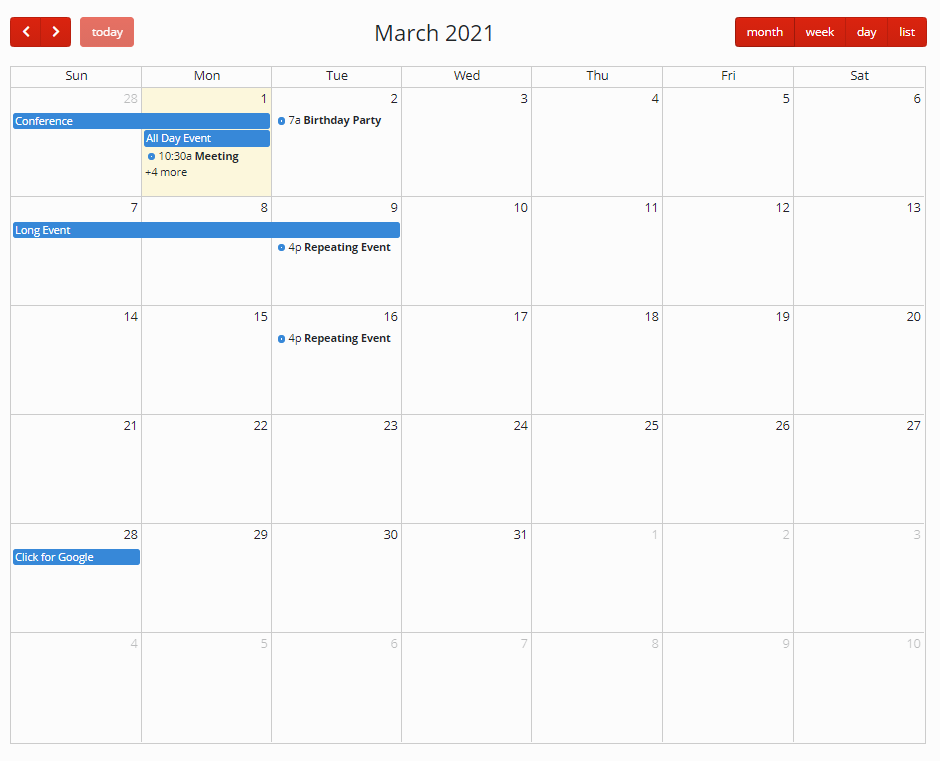 today March 2021 month week day list
Sun Mon Tue Wed Thu Fri Sat
28 1 2 3 4 5 6
Conference 7a Birthday Party
All Day Event
10:30a Meeting
+4 more
7 8 9 10 11 12 13
Long Event
4p Repeating Event
14 15 16 17 18 19 20
4p Repeating Event
21 22 23 24 25 26 27
28 29 30 31 1 2 3
Click for Google
4 5 6 7 8 9 10